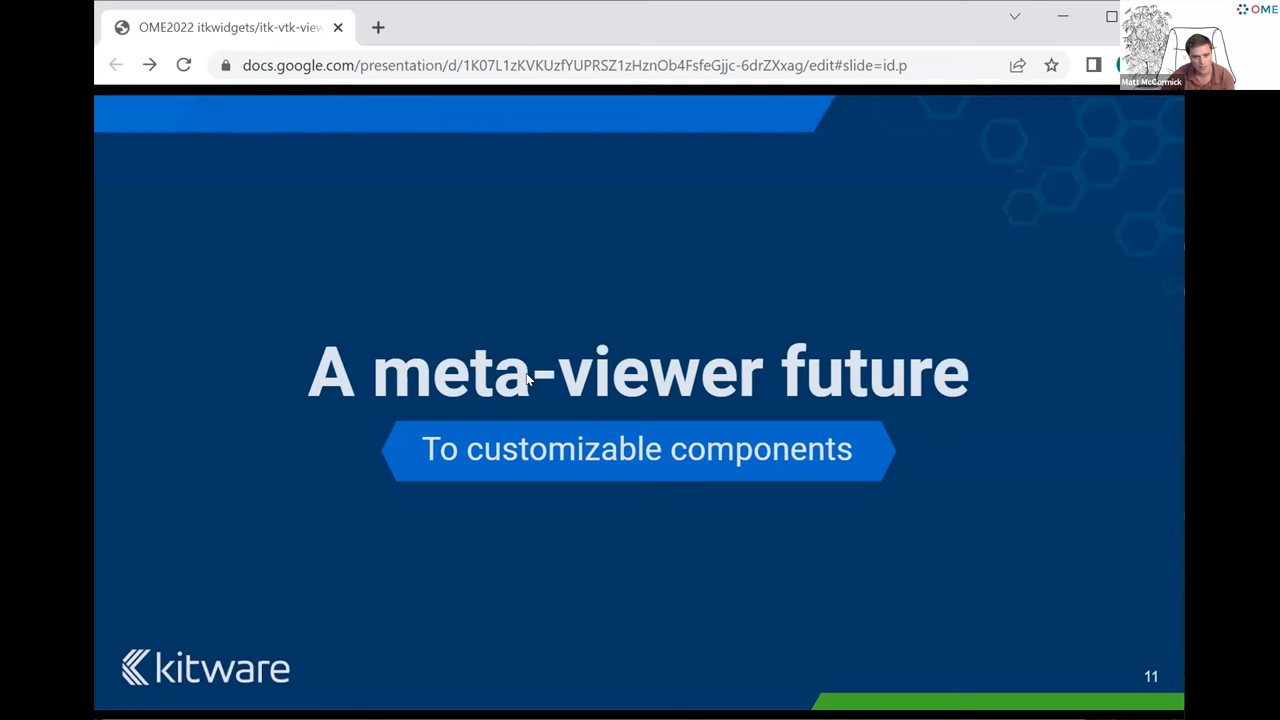 OME2022 itkwidgets/itk-vtk-view
docs.google.com/presentation/d/1K07L1zKVKUzfYUPRSZ1zHznOb4FsfeGjjc-6drZXxag/edit#slide=id.p
OME
Matt McCormick
A meta-viewer future
To customizable components
kitware
11